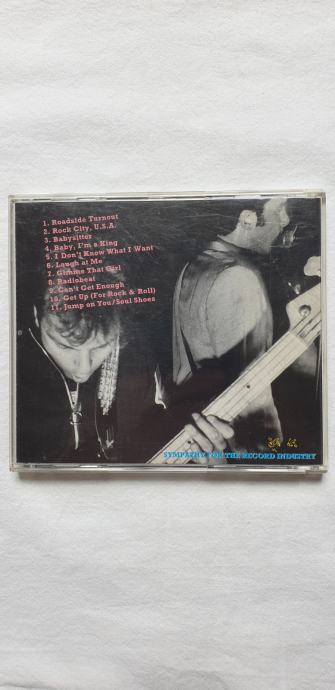 1. Roadside Turnout
2. Rock City, U.S.A.
3. Babysitter
4. Baby, I'm a King
5. I Don't Know What I Want
6. Laugh at Me
7. Gimme That Girl
8. Radiobeat
9. Can't Get Enough
10. Get Up (For Rock & Roll)
11. Jump on You/Soul Shoes
SYMPATHY FOR THE RECORD INDUSTRY